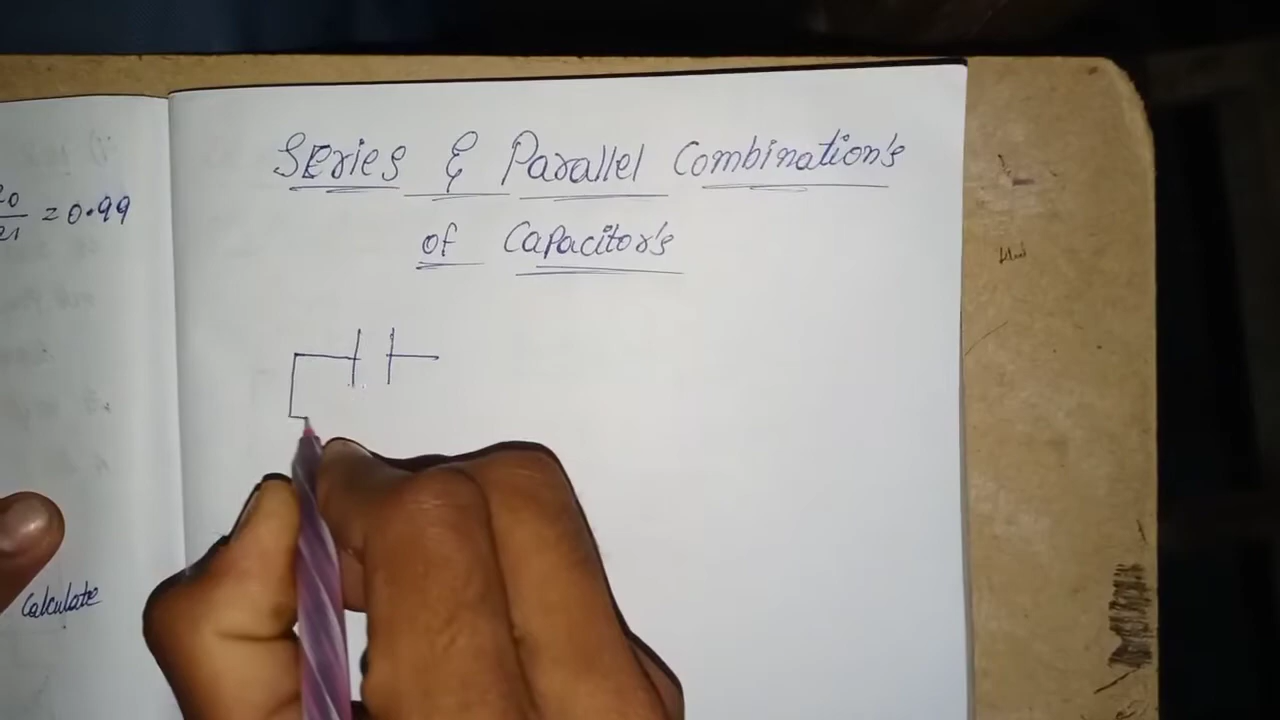 Series & Parallel Combination's
of Capacitor's
= 0.99
Calculate